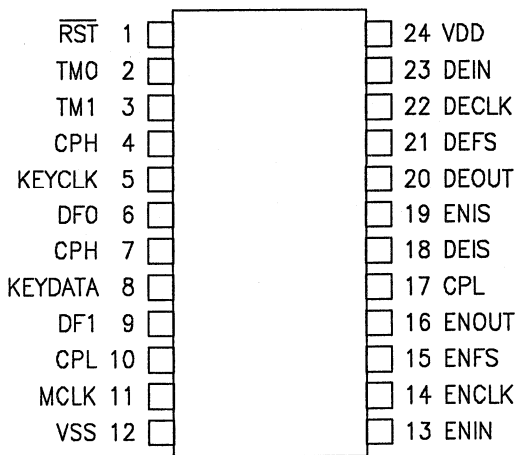 R̅S̅T̅ 1 24 VDD
TM0 2 23 DEIN
TM1 3 22 DECLK
CPH 4 21 DEFS
KEYCLK 5 20 DEOUT
DF0 6 19 ENIS
CPH 7 18 DEIS
KEYDATA 8 17 CPL
DF1 9 16 ENOUT
CPL 10 15 ENFS
MCLK 11 14 ENCLK
VSS 12 13 ENIN